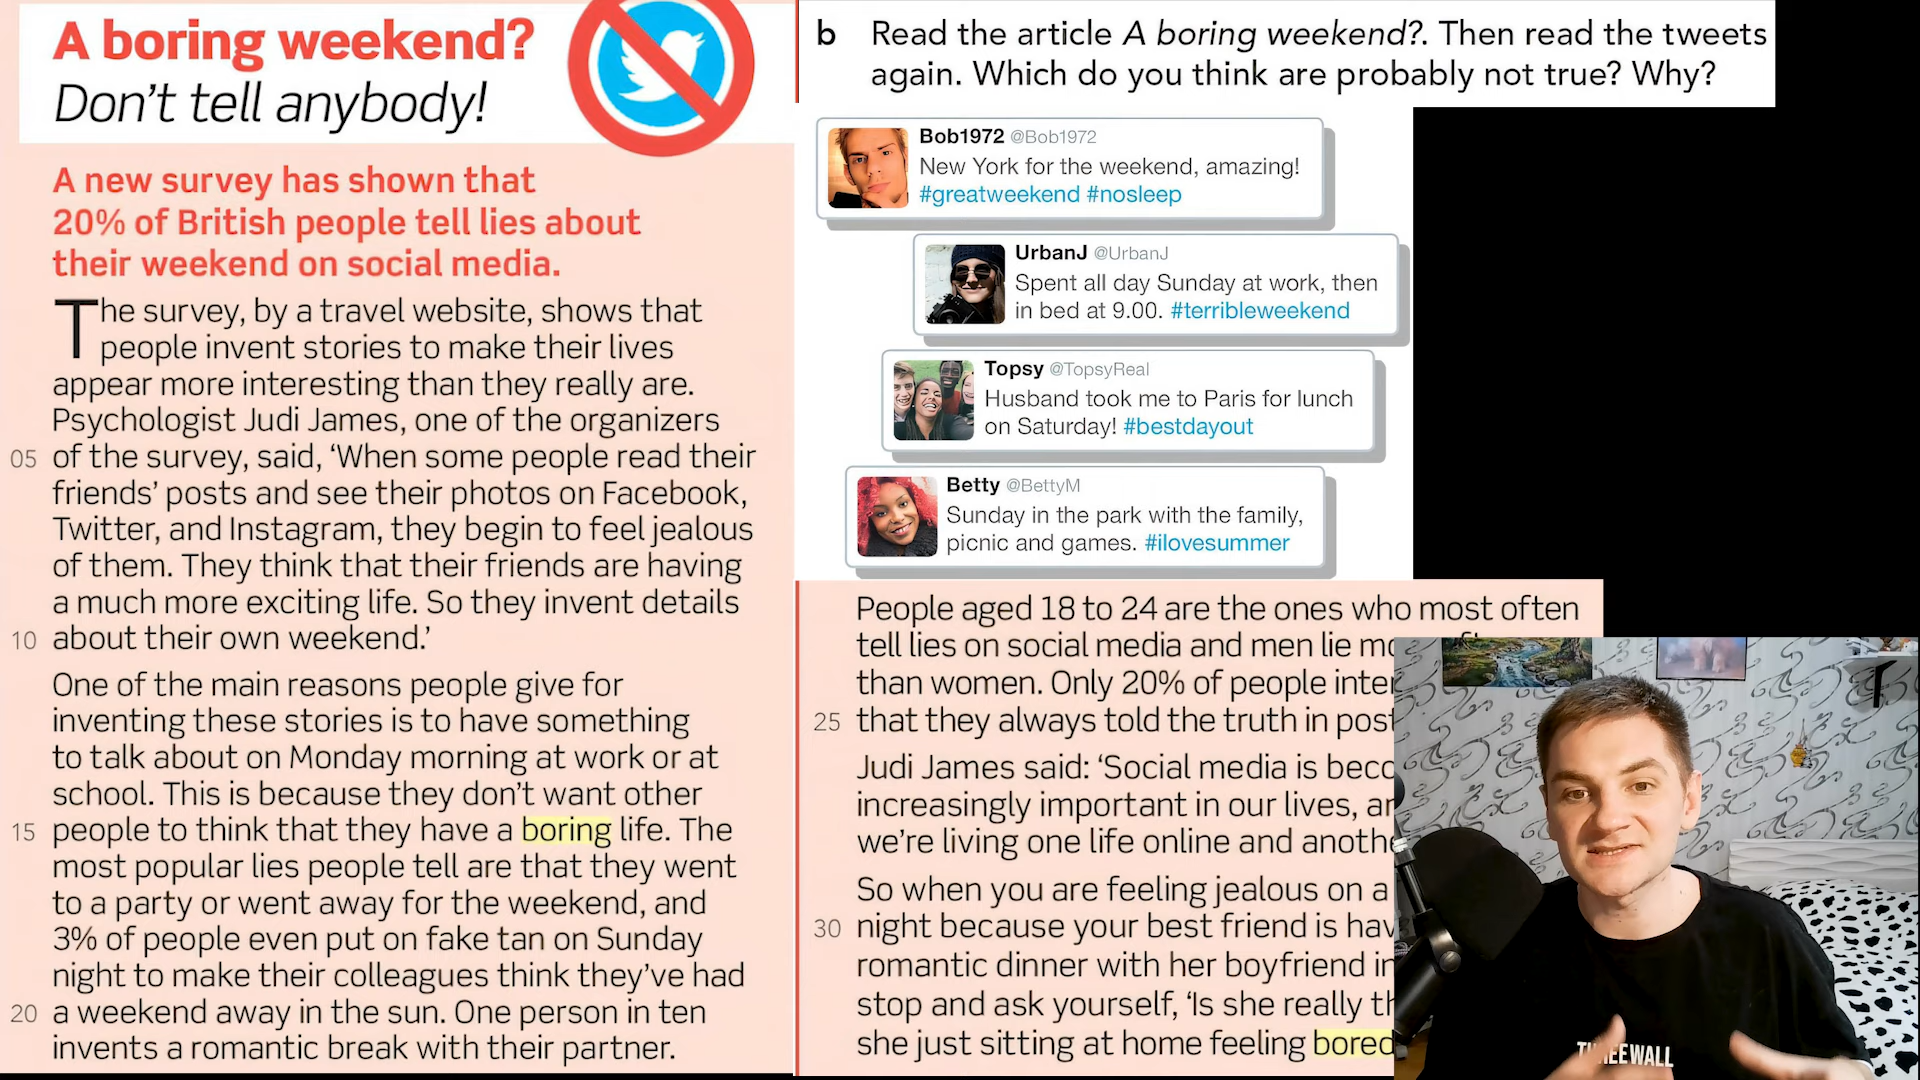 A boring weekend?
Don't tell anybody!
A new survey has shown that
20% of British people tell lies about
their weekend on social media.
The survey, by a travel website, shows that
people invent stories to make their lives
appear more interesting than they really are.
Psychologist Judi James, one of the organizers
05 of the survey, said, ‘When some people read their
friends’ posts and see their photos on Facebook,
Twitter, and Instagram, they begin to feel jealous
of them. They think that their friends are having
a much more exciting life. So they invent details
10 about their own weekend.’
One of the main reasons people give for
inventing these stories is to have something
to talk about on Monday morning at work or at
school. This is because they don’t want other
15 people to think that they have a boring life. The
most popular lies people tell are that they went
to a party or went away for the weekend, and
3% of people even put on fake tan on Sunday
night to make their colleagues think they’ve had
20 a weekend away in the sun. One person in ten
invents a romantic break with their partner.
b Read the article A boring weekend?. Then read the tweets
again. Which do you think are probably not true? Why?
Bob1972 @Bob1972
New York for the weekend, amazing!
#greatweekend #nosleep
UrbanJ @UrbanJ
Spent all day Sunday at work, then
in bed at 9.00. #terribleweekend
Topsy @TopsyReal
Husband took me to Paris for lunch
on Saturday! #bestdayout
Betty @BettyM
Sunday in the park with the family,
picnic and games. #ilovesummer
People aged 18 to 24 are the ones who most often
tell lies on social media and men lie
than women. Only 20% of people
25 that they always told the truth in
Judi James said: ‘Social media is
increasingly important in our lives,
we’re living one life online and
So when you are feeling jealous on a
30 night because your best friend is
romantic dinner with her boyfriend
stop and ask yourself, ‘Is she really
she just sitting at home feeling bored